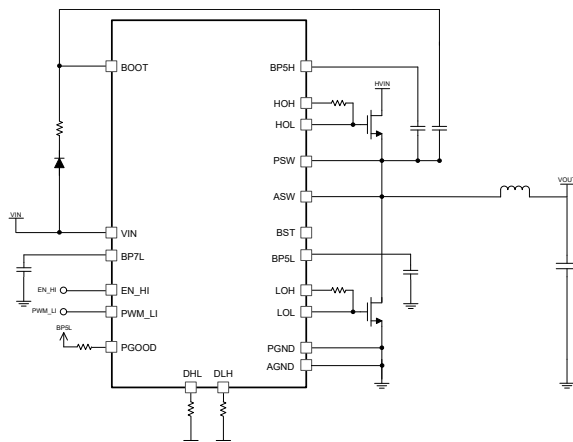 BOOT
BP5H
HVIN
HOH
HOL
PSW
VOUT
ASW
VIN
VIN
BST
BP7L
BP5L
EN_HI
EN_HI
LOH
PWM_LI
PWM_LI
LOL
BP5L
PGOOD
PGND
AGND
DHL
DLH